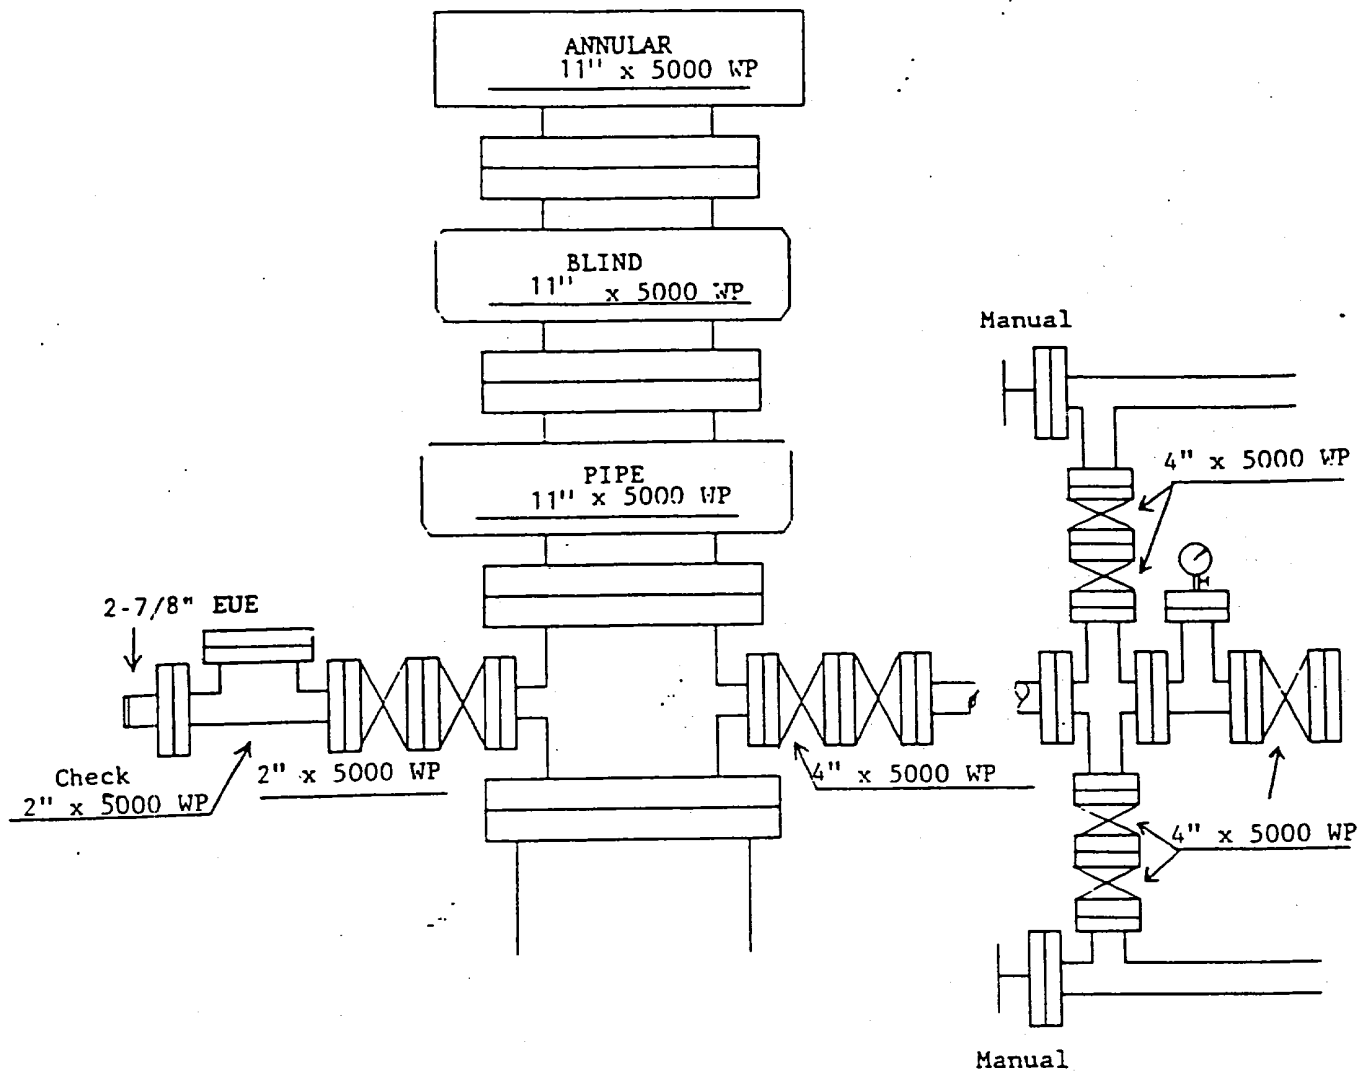 ANNULAR
11" x 5000 WP
BLIND
11" x 5000 WP
Manual
PIPE
11" x 5000 WP
4" x 5000 WP
2-7/8" EUE
Check
2" x 5000 WP
2" x 5000 WP
4" x 5000 WP
4" x 5000 WP
Manual